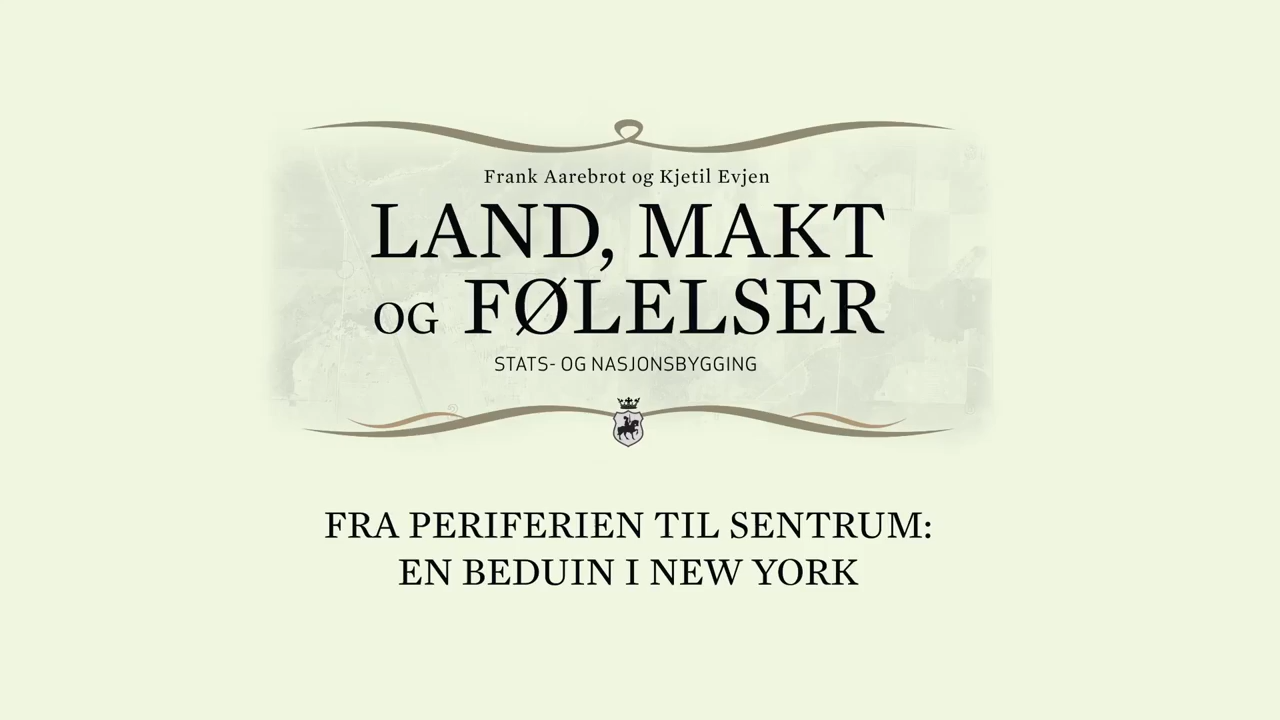 Frank Aarebrot og Kjetil Evjen
LAND, MAKT
OG FØLELSER
STATS- OG NASJONSBYGGING
FRA PERIFERIEN TIL SENTRUM:
EN BEDUIN I NEW YORK